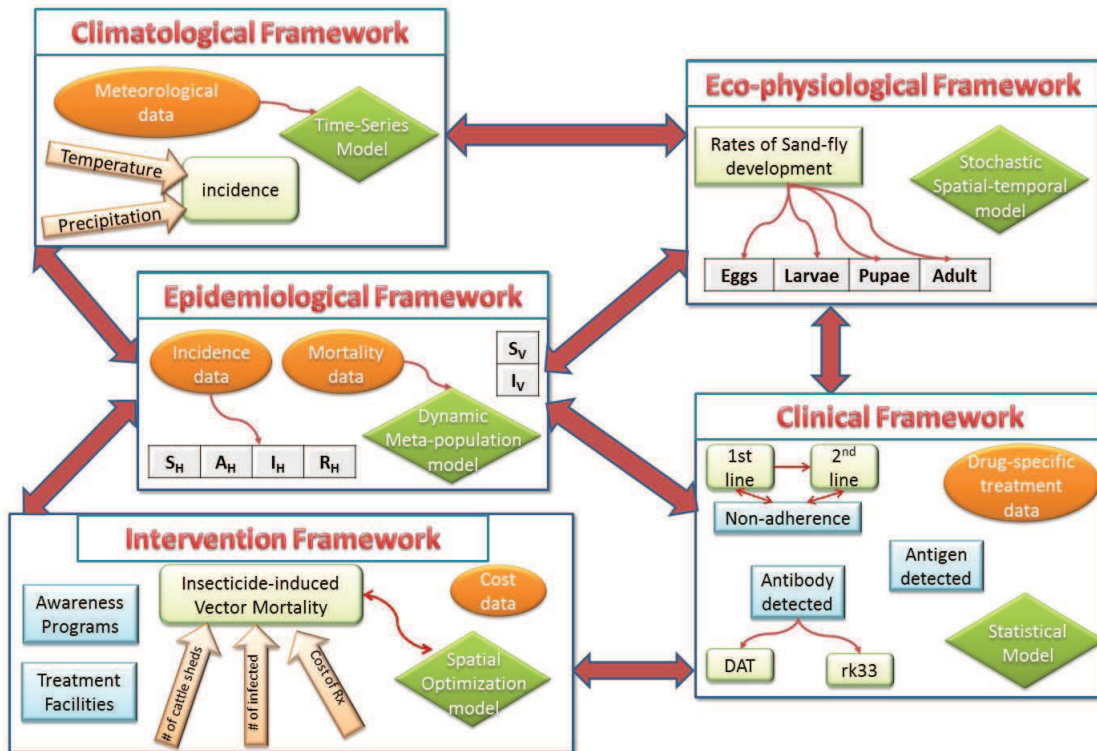 Climatological Framework
Meteorological
data
Time-Series
Model
Temperature
Precipitation
incidence
Eco-physiological Framework
Rates of Sand-fly
development
Stochastic
Spatial-temporal
model
Eggs Larvae Pupae Adult
Epidemiological Framework
Incidence
data
Mortality
data
SV
IV
Dynamic
Meta-population
model
SH AH IH RH
Clinical Framework
1st
line
2nd
line
Drug-specific
treatment
data
Non-adherence
Antigen
detected
Antibody
detected
DAT
rk33
Statistical
Model
Intervention Framework
Awareness
Programs
Treatment
Facilities
Insecticide-induced
Vector Mortality
# of cattle sheds
# of infected
Cost of Rx
Cost
data
Spatial
Optimization
model